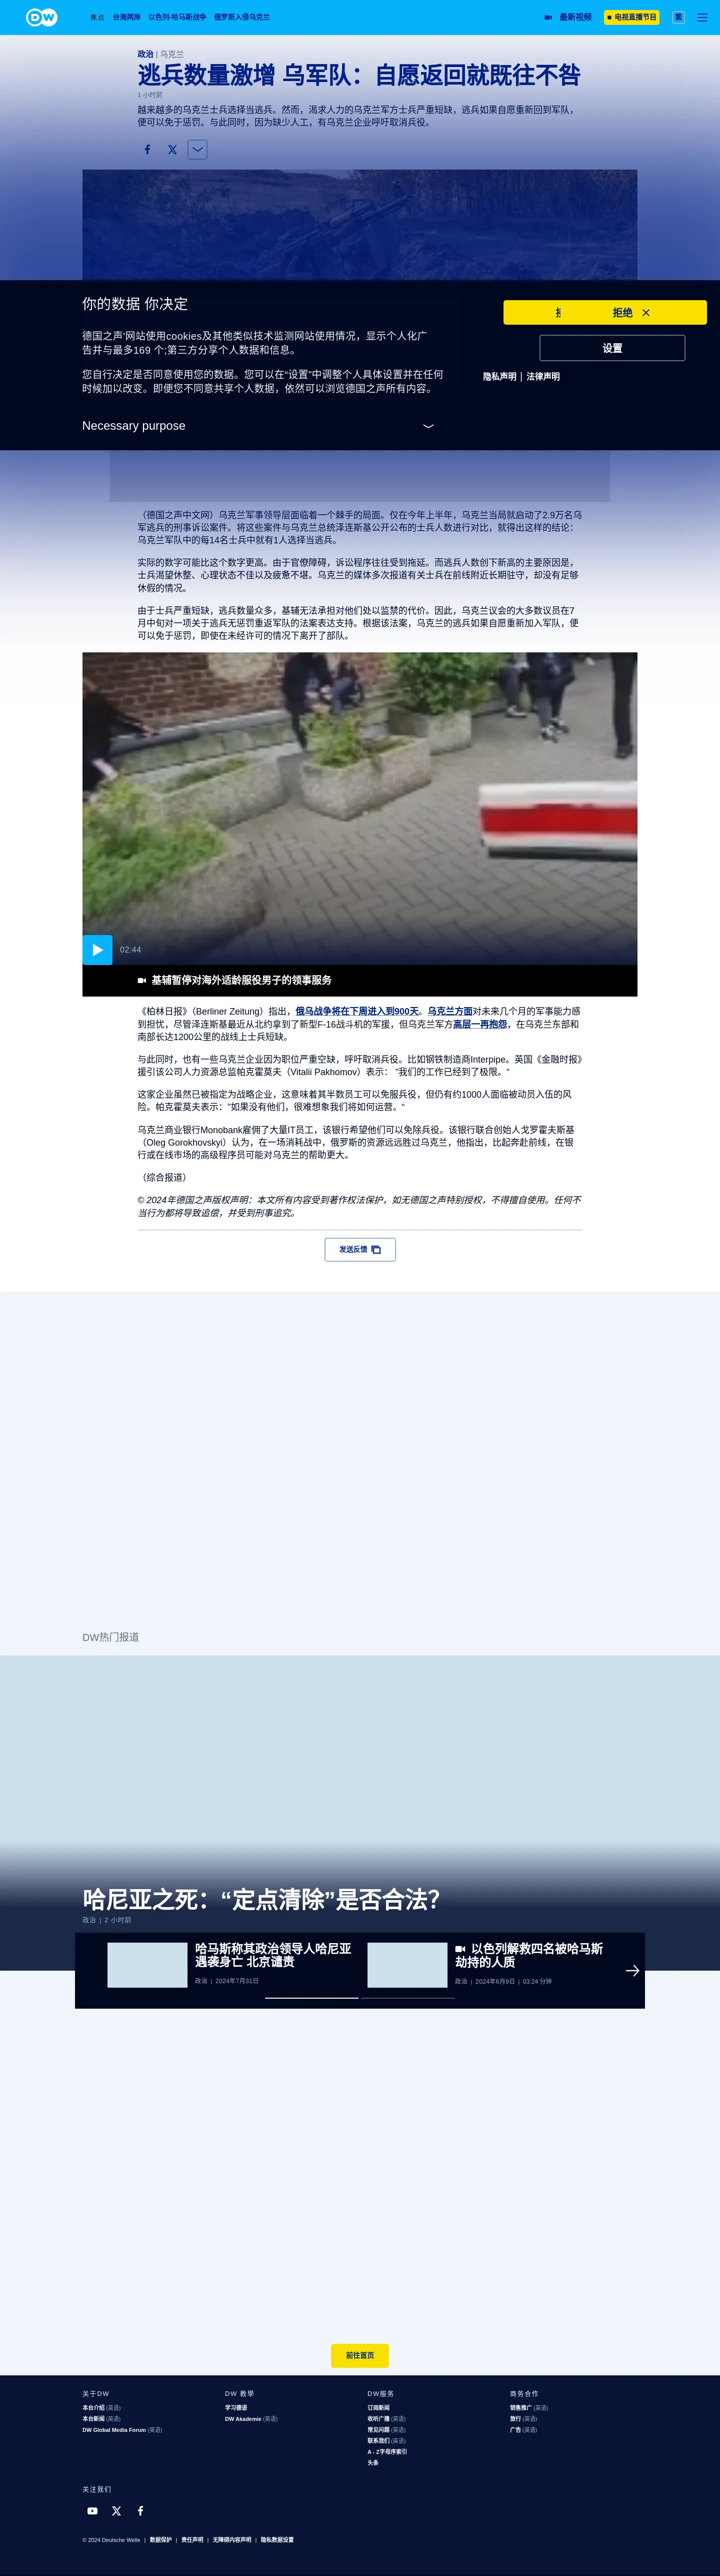 DW
焦点 台海两岸 以色列-哈马斯战争 俄罗斯入侵乌克兰
最新视频 电视直播节目 繁
政治 | 乌克兰
逃兵数量激增 乌军队：自愿返回就既往不咎
1 小时前
越来越多的乌克兰士兵选择当逃兵。然而，渴求人力的乌克兰军方士兵严重短缺，逃兵如果自愿重新回到军队，
便可以免于惩罚。与此同时，因为缺少人工，有乌克兰企业呼吁取消兵役。
你的数据 你决定
拒绝
德国之声'网站使用cookies及其他类似技术监测网站使用情况，显示个人化广
告并与最多169 个;第三方分享个人数据和信息。
设置
隐私声明 | 法律声明
您自行决定是否同意使用您的数据。您可以在“设置”中调整个人具体设置并在任何
时候加以改变。即便您不同意共享个人数据，依然可以浏览德国之声所有内容。
Necessary purpose
（德国之声中文网）乌克兰军事领导层面临着一个棘手的局面。仅在今年上半年，乌克兰当局就启动了2.9万名乌
军逃兵的刑事诉讼案件。将这些案件与乌克兰总统泽连斯基公开公布的士兵人数进行对比，就得出这样的结论：
乌克兰军队中的每14名士兵中就有1人选择当逃兵。
实际的数字可能比这个数字更高。由于官僚障碍，诉讼程序往往受到拖延。而逃兵人数创下新高的主要原因是，
士兵渴望休整、心理状态不佳以及疲惫不堪。乌克兰的媒体多次报道有关士兵在前线附近长期驻守，却没有足够
休假的情况。
由于士兵严重短缺，逃兵数量众多，基辅无法承担对他们处以监禁的代价。因此，乌克兰议会的大多数议员在7
月中旬对一项关于逃兵无惩罚重返军队的法案表达支持。根据该法案，乌克兰的逃兵如果自愿重新加入军队，便
可以免于惩罚，即使在未经许可的情况下离开了部队。
02:44
基辅暂停对海外适龄服役男子的领事服务
《柏林日报》（Berliner Zeitung）指出，俄乌战争将在下周进入到900天。乌克兰方面对未来几个月的军事能力感
到担忧，尽管泽连斯基最近从北约拿到了新型F-16战斗机的军援，但乌克兰军方高层一再抱怨，在乌克兰东部和
南部长达1200公里的战线上士兵短缺。
与此同时，也有一些乌克兰企业因为职位严重空缺，呼吁取消兵役。比如钢铁制造商Interpipe。英国《金融时报》
援引该公司人力资源总监帕克霍莫夫（Vitalii Pakhomov）表示： ”我们的工作已经到了极限。“
这家企业虽然已被指定为战略企业，这意味着其半数员工可以免服兵役，但仍有约1000人面临被动员入伍的风
险。帕克霍莫夫表示：”如果没有他们，很难想象我们将如何运营。“
乌克兰商业银行Monobank雇佣了大量IT员工，该银行希望他们可以免除兵役。该银行联合创始人戈罗霍夫斯基
（Oleg Gorokhovskyi）认为，在一场消耗战中，俄罗斯的资源远远胜过乌克兰，他指出，比起奔赴前线，在银
行或在线市场的高级程序员可能对乌克兰的帮助更大。
（综合报道）
© 2024年德国之声版权声明：本文所有内容受到著作权法保护，如无德国之声特别授权，不得擅自使用。任何不
当行为都将导致追偿，并受到刑事追究。
发送反馈
DW热门报道
哈尼亚之死：“定点清除”是否合法？
政治 | 2 小时前
哈马斯称其政治领导人哈尼亚
遇袭身亡 北京谴责
政治 | 2024年7月31日
以色列解救四名被哈马斯
劫持的人质
政治 | 2024年6月9日 | 03:24 分钟
前往首页
关于DW
本台介绍 (英语)
本台新闻 (英语)
DW Global Media Forum (英语)
DW 教學
学习德语
DW Akademie (英语)
DW服务
订阅新闻
收听广播 (英语)
常见问题 (英语)
联系我们 (英语)
A - Z字母序索引
头条
商务合作
销售推广 (英语)
旅行 (英语)
广告 (英语)
关注我们
© 2024 Deutsche Welle | 数据保护 | 责任声明 | 无障碍内容声明 | 隐私数据设置